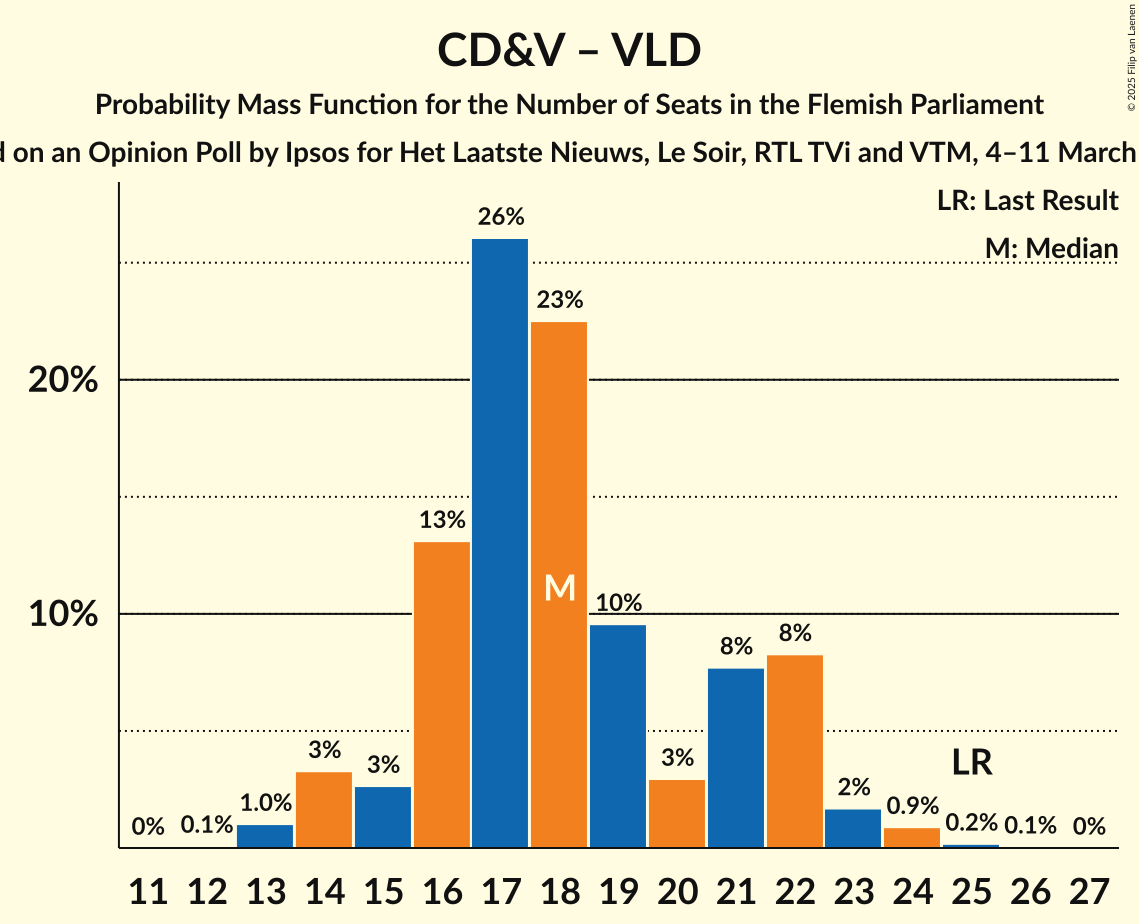 CD&V – VLD
Probability Mass Function for the Number of Seats in the Flemish Parliament
on an Opinion Poll by Ipsos for Het Laatste Nieuws, Le Soir, RTL TVi and VTM, 4–11 March
© 2025 Filip van Laenen
LR: Last Result
M: Median
26%
23%
20%
13%
M
10%
10%
8%
8%
3%
3%
3%
LR
2%
1.0%
0.9%
0%
0.1%
0.2%
0.1%
0%
11 12 13 14 15 16 17 18 19 20 21 22 23 24 25 26 27